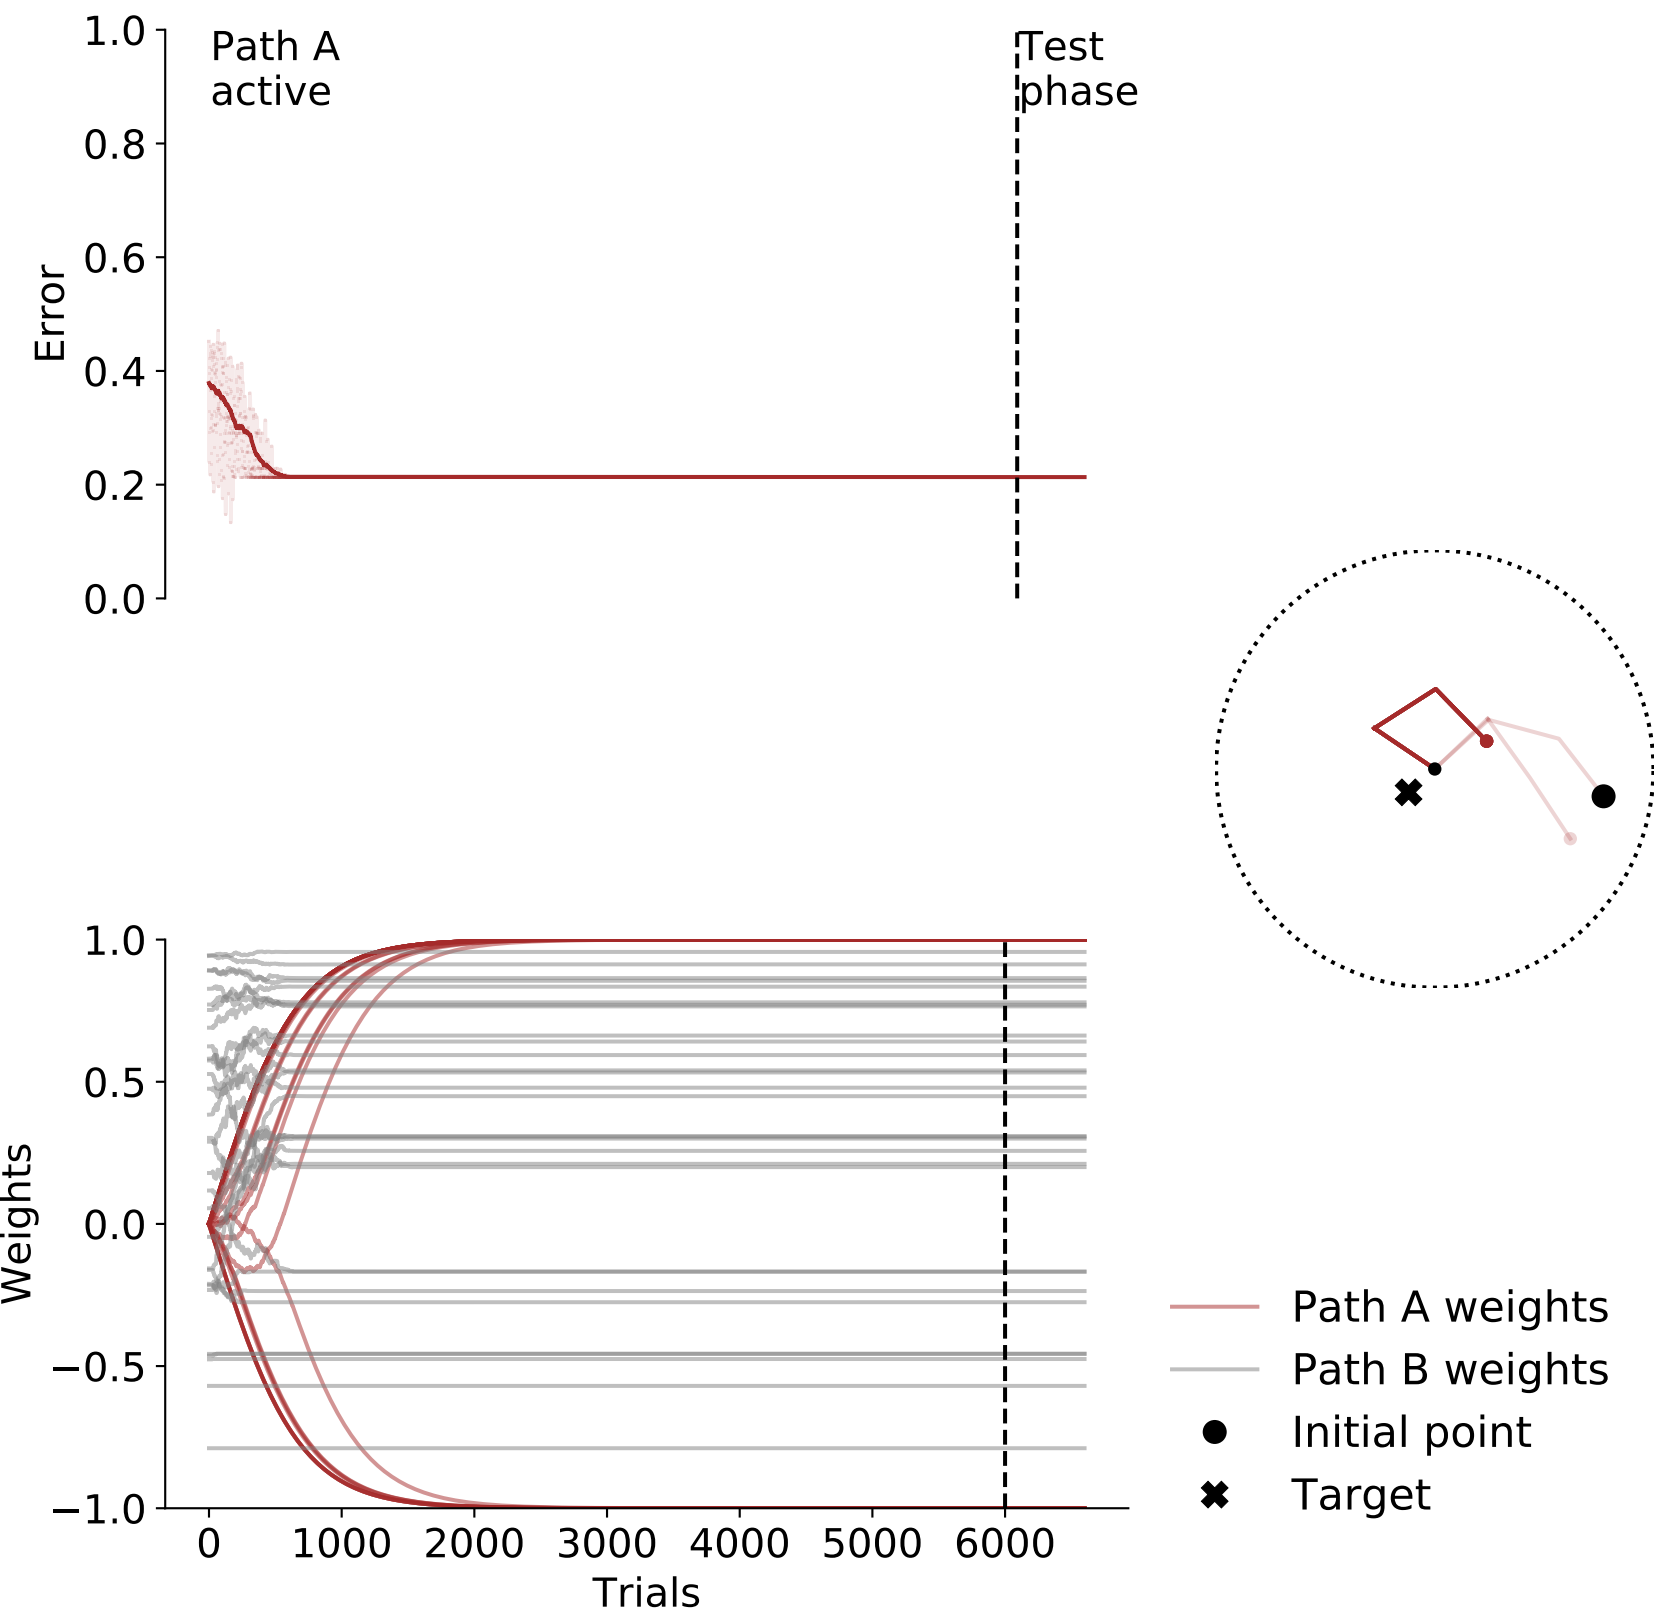 Path A
active
Test
phase
1.0
0.8
0.6
0.4
0.2
0.0
Error
1.0
0.5
0.0
−0.5
−1.0
Weights
0 1000 2000 3000 4000 5000 6000
Trials
Path A weights
Path B weights
Initial point
Target